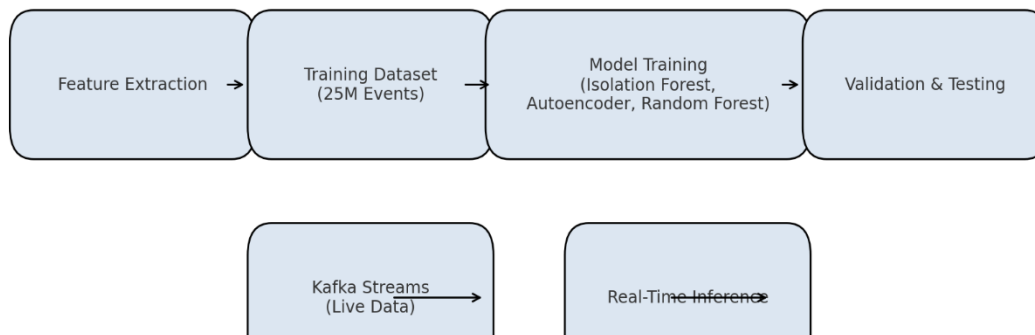 Feature Extraction
Training Dataset
(25M Events)
Model Training
(Isolation Forest,
Autoencoder, Random Forest)
Validation & Testing
Kafka Streams
(Live Data)
Real-Time Inference